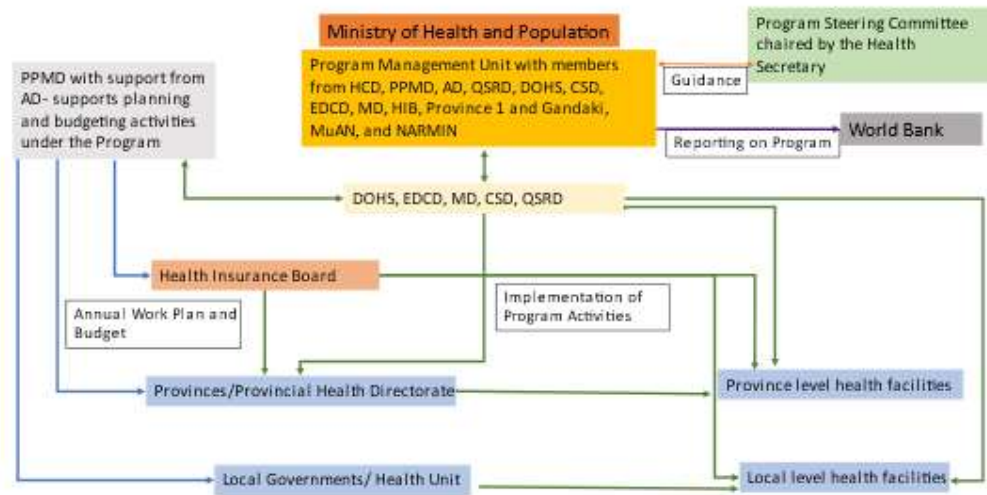 Ministry of Health and Population
Program Steering Committee
chaired by the Health
Secretary
Program Management Unit with members
from HCD, PPMD, AD, QSRD, DOHS, CSD,
EDCD, MD, HIB, Province 1 and Gandaki,
MuAN, and NARMIN
Guidance
PPMD with support from
AD- supports planning
and budgeting activities
under the Program
World Bank
Reporting on Program
DOHS, EDCD, MD, CSD, QSRD
Health Insurance Board
Annual Work Plan and
Budget
Implementation of
Program Activities
Provinces/Provincial Health Directorate
Province level health facilities
Local Governments/ Health Unit
Local level health facilities